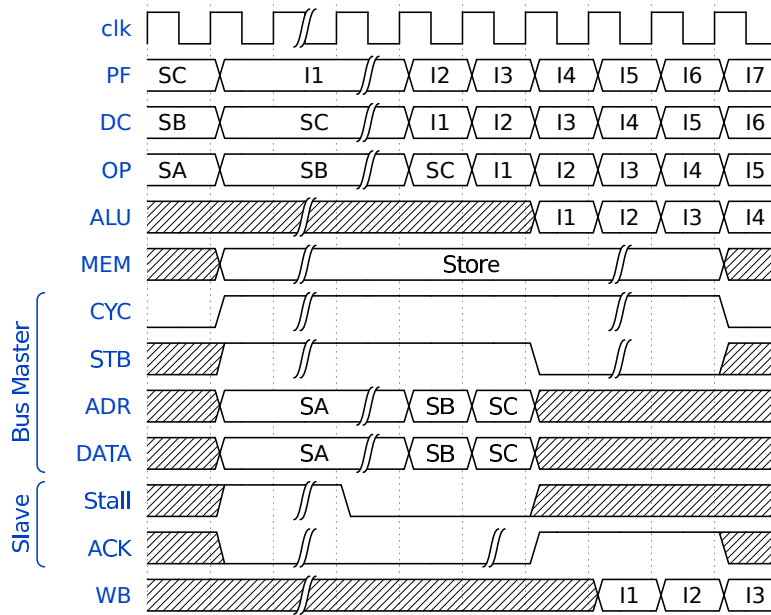 clk
PF SC I1 I2 I3 I4 I5 I6 I7
DC SB SC I1 I2 I3 I4 I5 I6
OP SA SB SC I1 I2 I3 I4 I5
ALU I1 I2 I3 I4
MEM Store
Bus Master
CYC
STB
ADR SA SB SC
DATA SA SB SC
Slave
Stall
ACK
WB I1 I2 I3